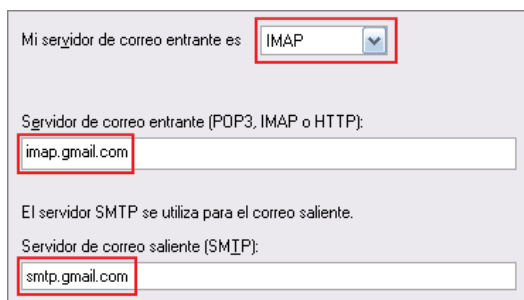 Mi servidor de correo entrante es IMAP
Servidor de correo entrante (POP3, IMAP o HTTP):
imap.gmail.com
El servidor SMTP se utiliza para el correo saliente.
Servidor de correo saliente (SMTP):
smtp.gmail.com